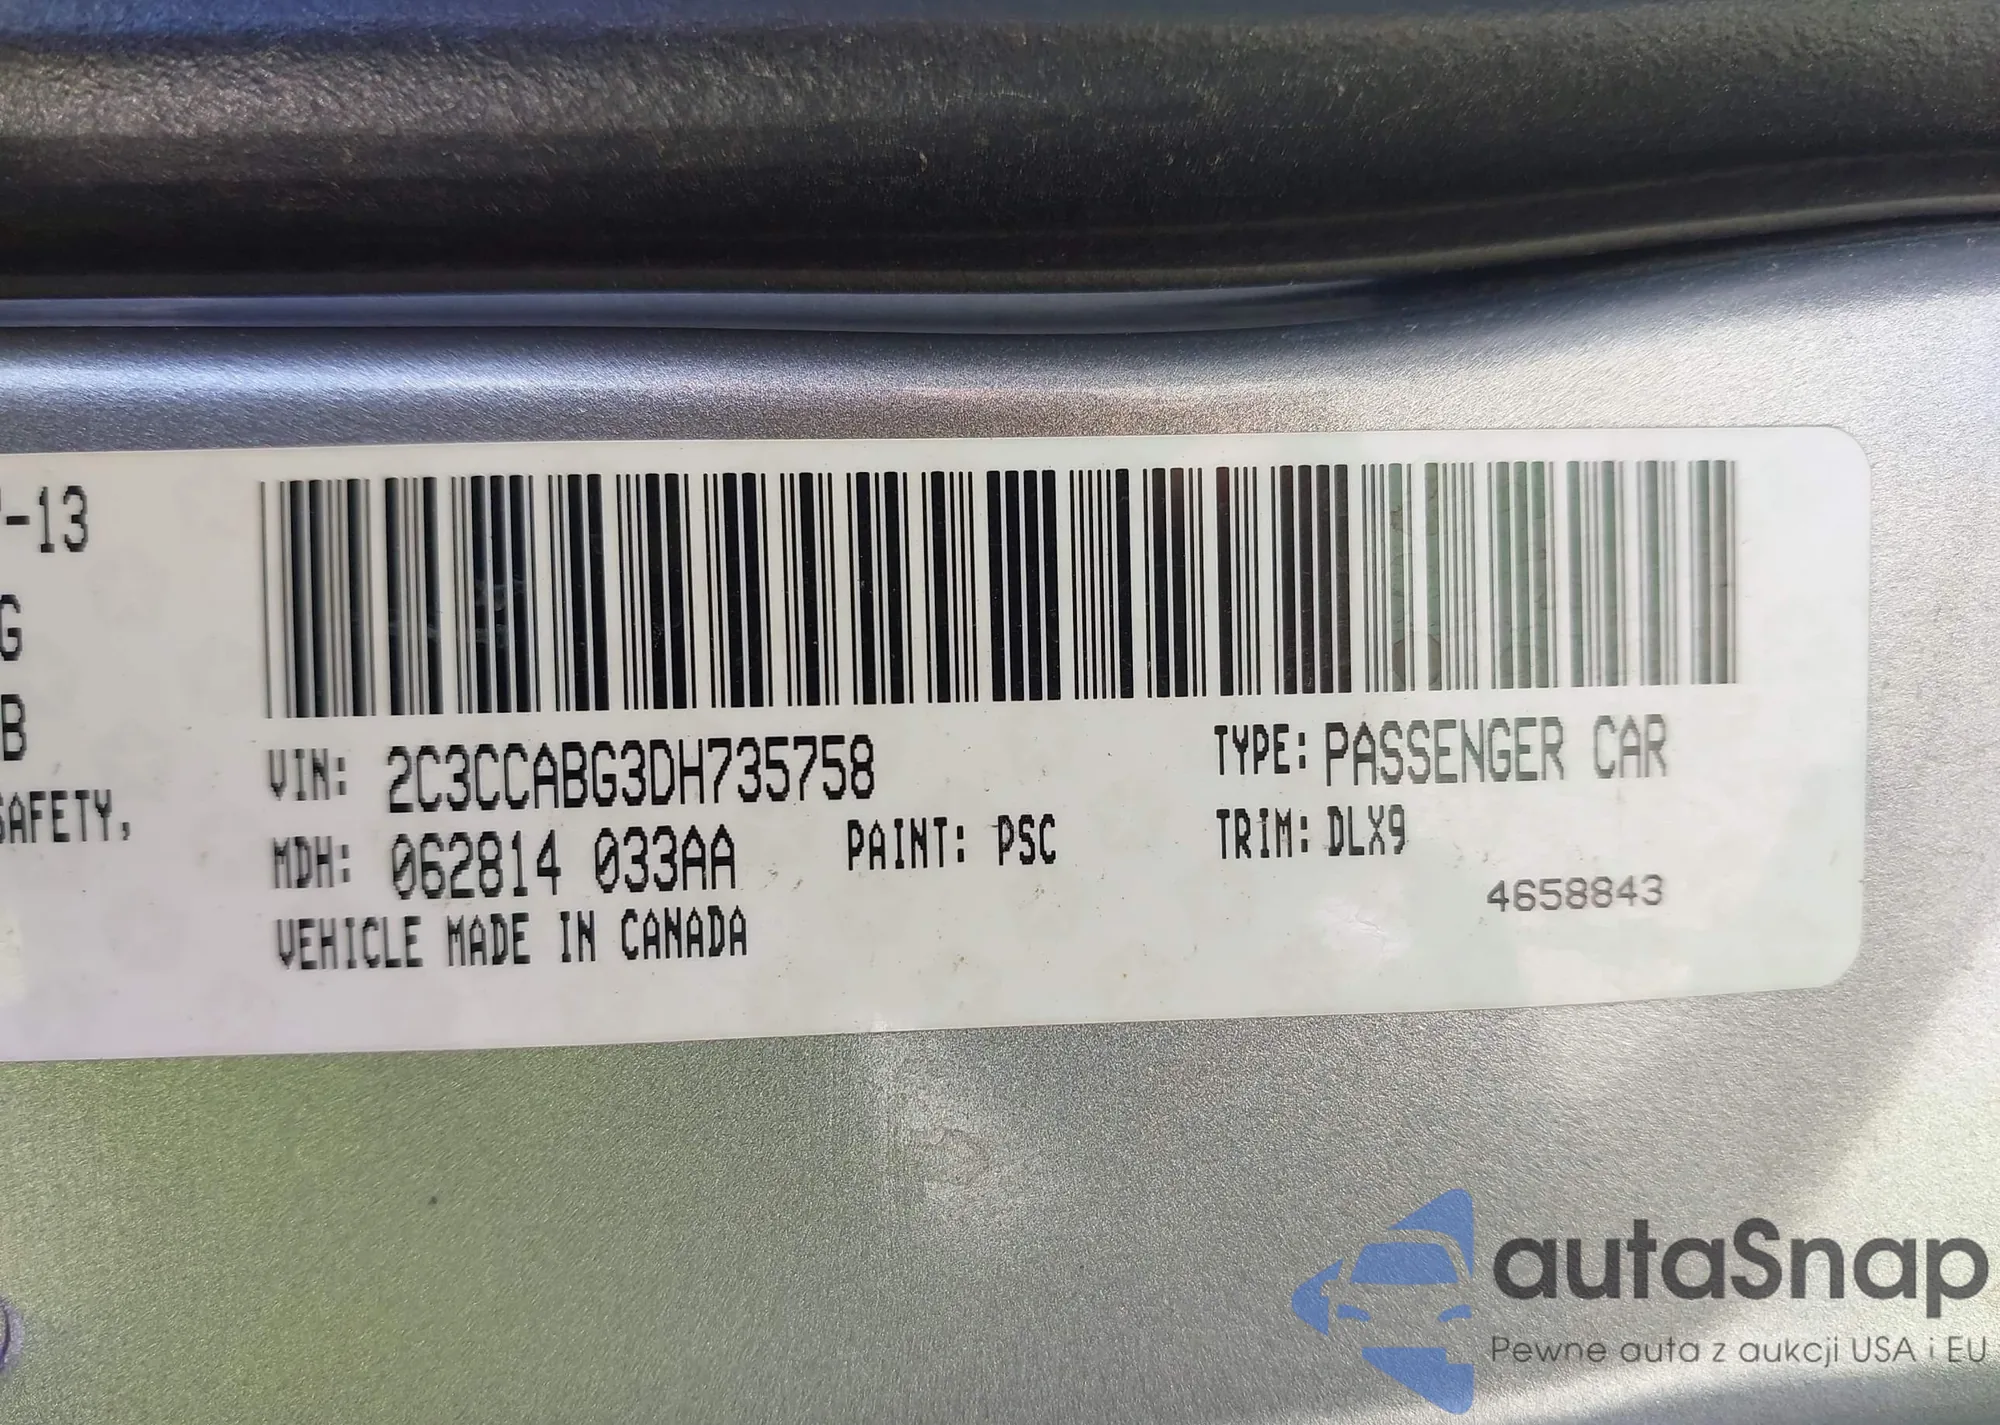 -13
G
B
SAFETY,
VIN: 2C3CCABG3DH735758
TYPE: PASSENGER CAR
MDH: 062814 033AA
PAINT: PSC
TRIM: DLX9
VEHICLE MADE IN CANADA
4658843
autaSnap
Pewne auta z aukcji USA i EU